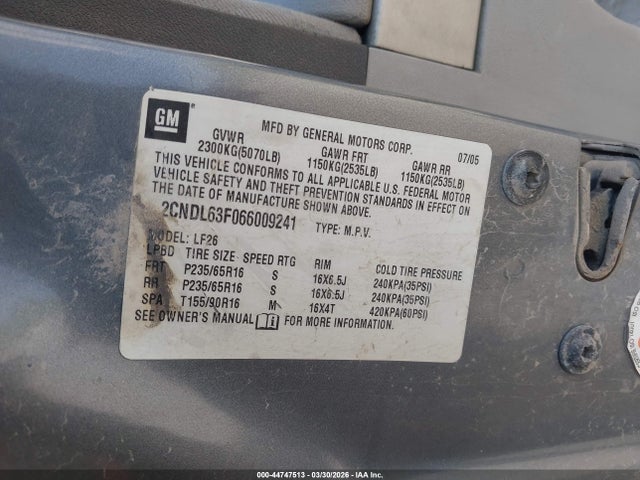 GM
MFD BY GENERAL MOTORS CORP. 07/05
GVWR GAWR FRT GAWR RR
2300KG(5070LB) 1150KG(2535LB) 1150KG(2535LB)
THIS VEHICLE CONFORMS TO ALL APPLICABLE U.S. FEDERAL MOTOR
VEHICLE SAFETY AND THEFT PREVENTION STANDARDS IN EFFECT ON
THE DATE OF MANUFACTURE SHOWN ABOVE.
2CNDL63F066009241 TYPE: M.P.V.
MODEL: LF26
LPBD TIRE SIZE SPEED RTG RIM COLD TIRE PRESSURE
FRT P235/65R16 S 16X6.5J 240KPA(35PSI)
RR P235/65R16 S 16X6.5J 240KPA(35PSI)
SPA T155/90R16 M 16X4T 420KPA(60PSI)
SEE OWNER'S MANUAL FOR MORE INFORMATION
000-44747513 - 03/30/2026 - IAA Inc.